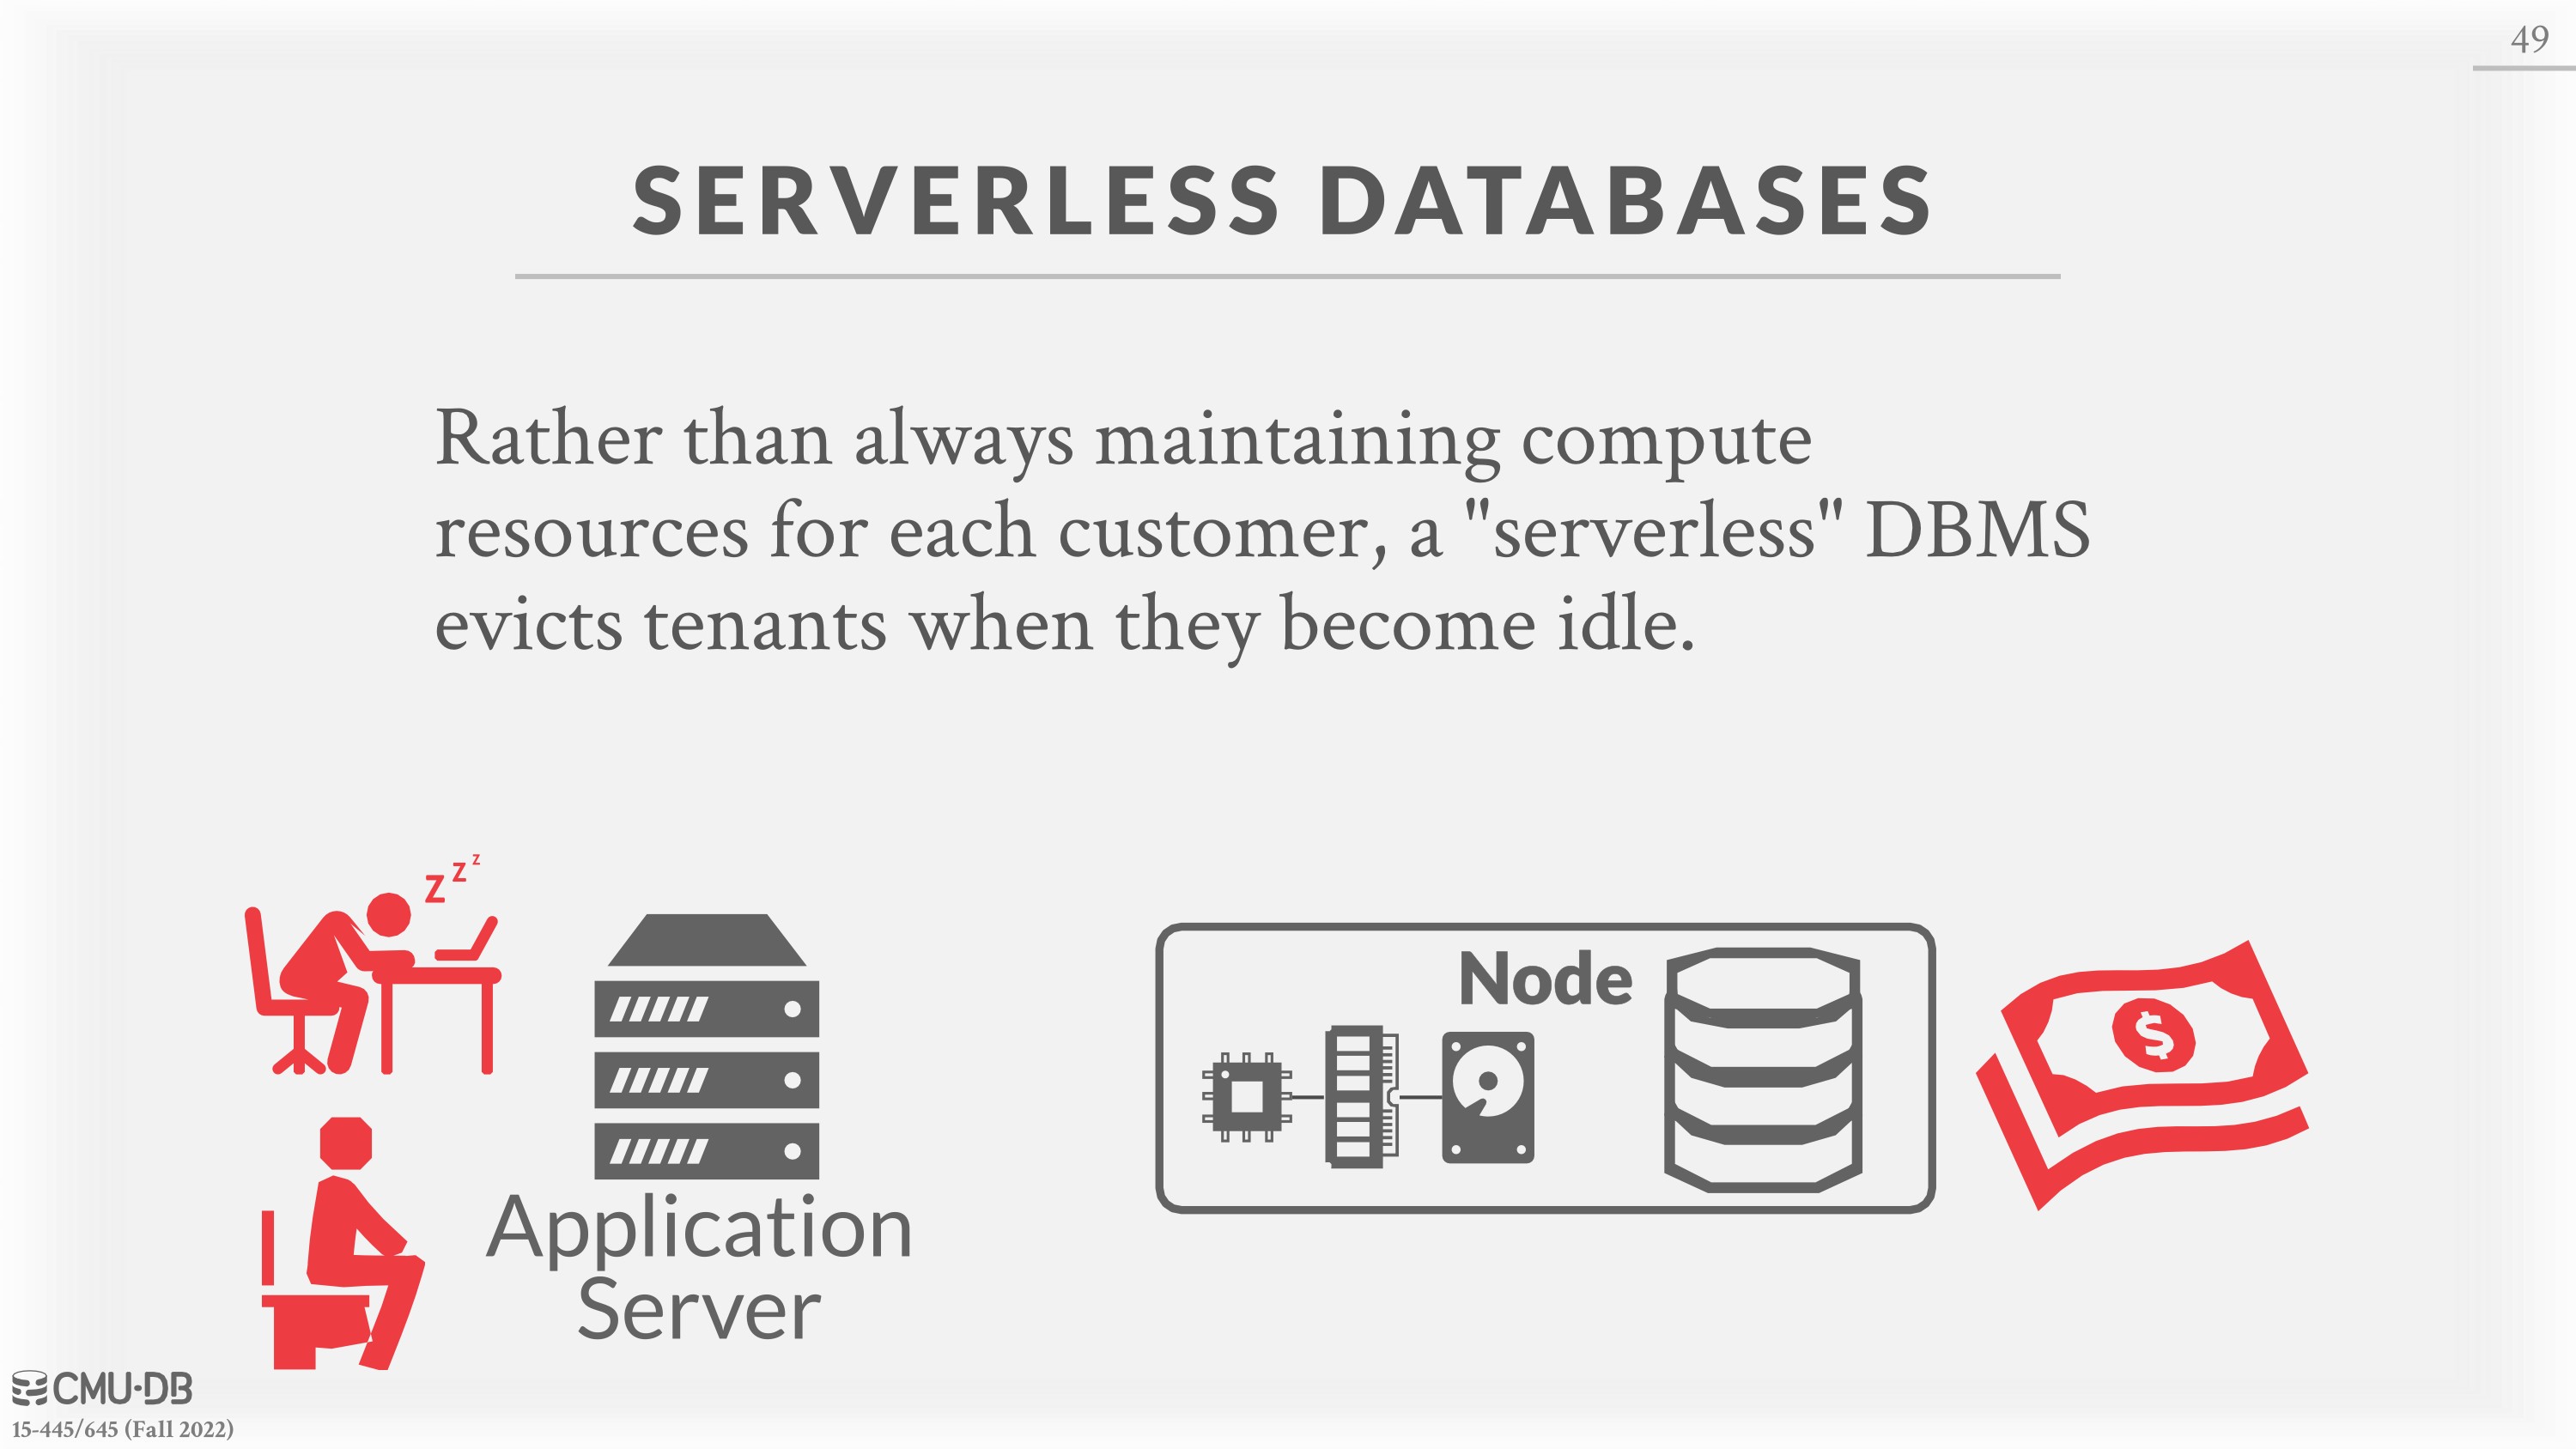 49
SERVERLESS DATABASES
Rather than always maintaining compute
resources for each customer, a "serverless" DBMS
evicts tenants when they become idle.
z z z
Application
Server
Node
$
CMU·DB
15-445/645 (Fall 2022)